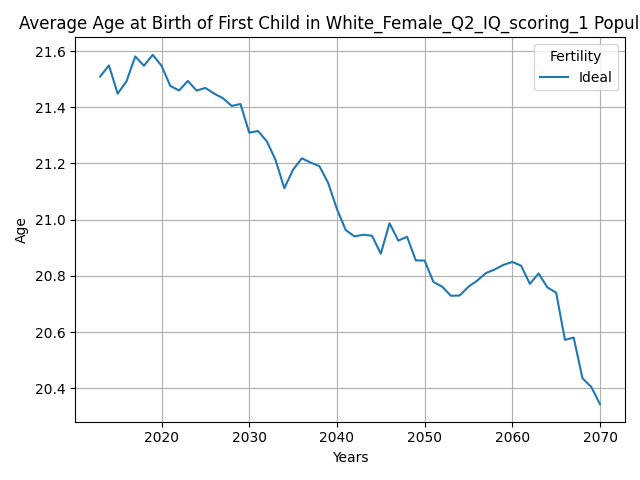 Average Age at Birth of First Child in White_Female_Q2_IQ_scoring_1 Popul
21.6
21.4
21.2
21.0
20.8
20.6
20.4
Age
Fertility
Ideal
2020 2030 2040 2050 2060 2070
Years